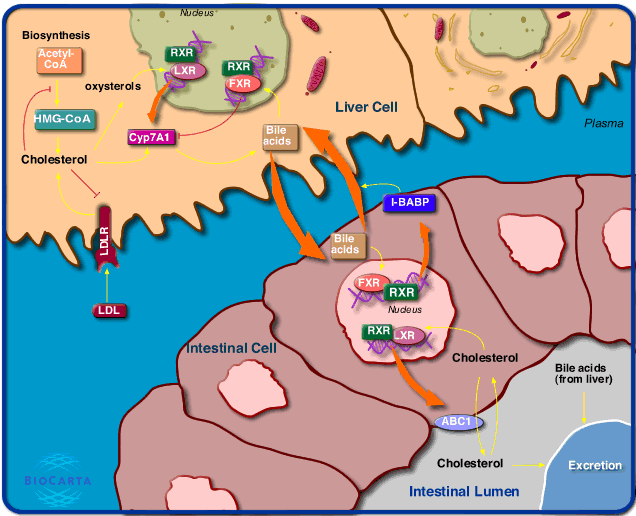 Nucleus
Biosynthesis
Acetyl-
CoA
RXR
LXR
RXR
FXR
oxysterols
HMG-CoA
Liver Cell
Cyp7A1
Bile
acids
Plasma
Cholesterol
I-BABP
LDLR
Bile
acids
FXR
RXR
LDL
Nucleus
RXR
LXR
Intestinal Cell
Cholesterol
Bile acids
(from liver)
ABC1
Cholesterol
Excretion
BIOCARTA
Intestinal Lumen